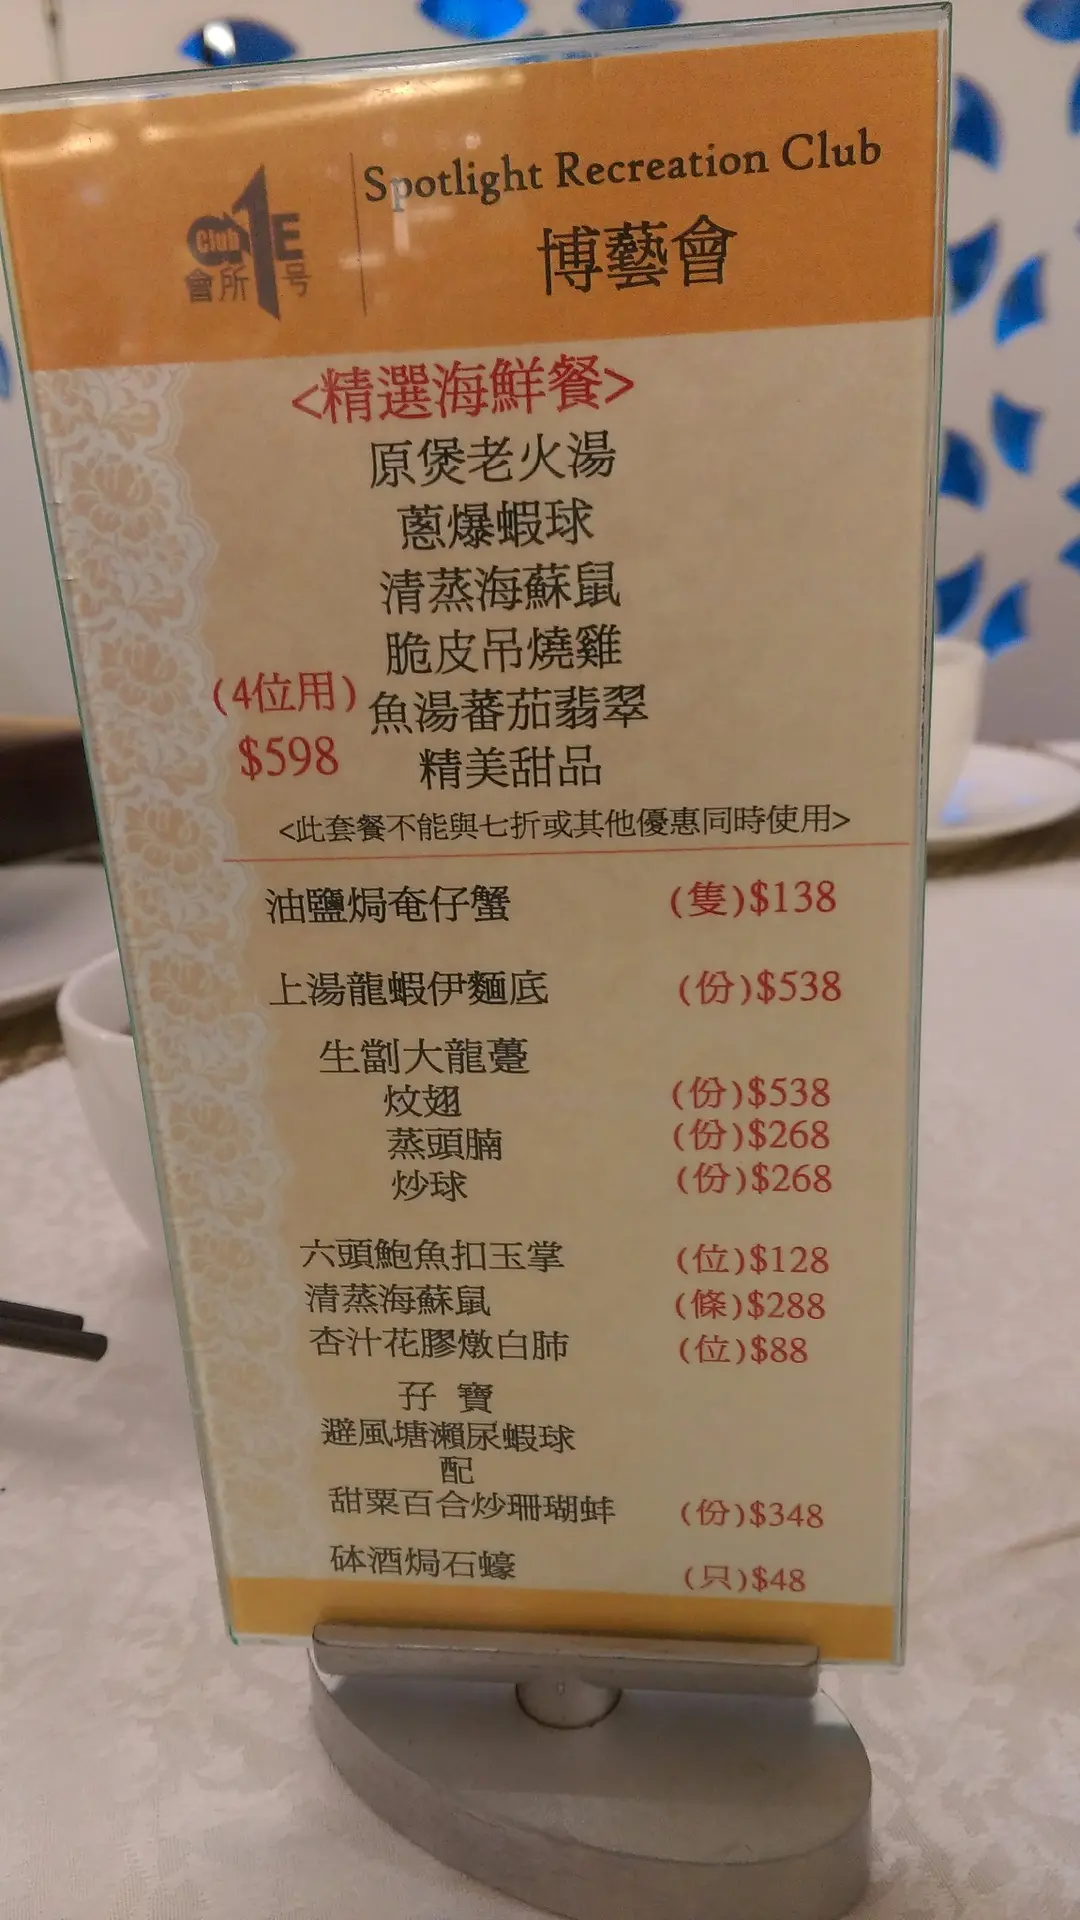 Spotlight Recreation Club
Club ONE 1
會所 号
博藝會
<精選海鮮餐>
原煲老火湯
蔥爆蝦球
清蒸海蘇鼠
脆皮吊燒雞
(4位用) 魚湯蕃茄翡翠
$598 精美甜品
<此套餐不能與七折或其他優惠同時使用>
油鹽焗奄仔蟹 (隻)$138
上湯龍蝦伊麵底 (份)$538
生劏大龍躉
炆翅 (份)$538
蒸頭腩 (份)$268
炒球 (份)$268
六頭鮑魚扣玉掌 (位)$128
清蒸海蘇鼠 (條)$288
杏汁花膠燉白肺 (位)$88
孖 寶
避風塘瀨尿蝦球
配
甜粟百合炒珊瑚蚌 (份)$348
砵酒焗石蠔 (只)$48